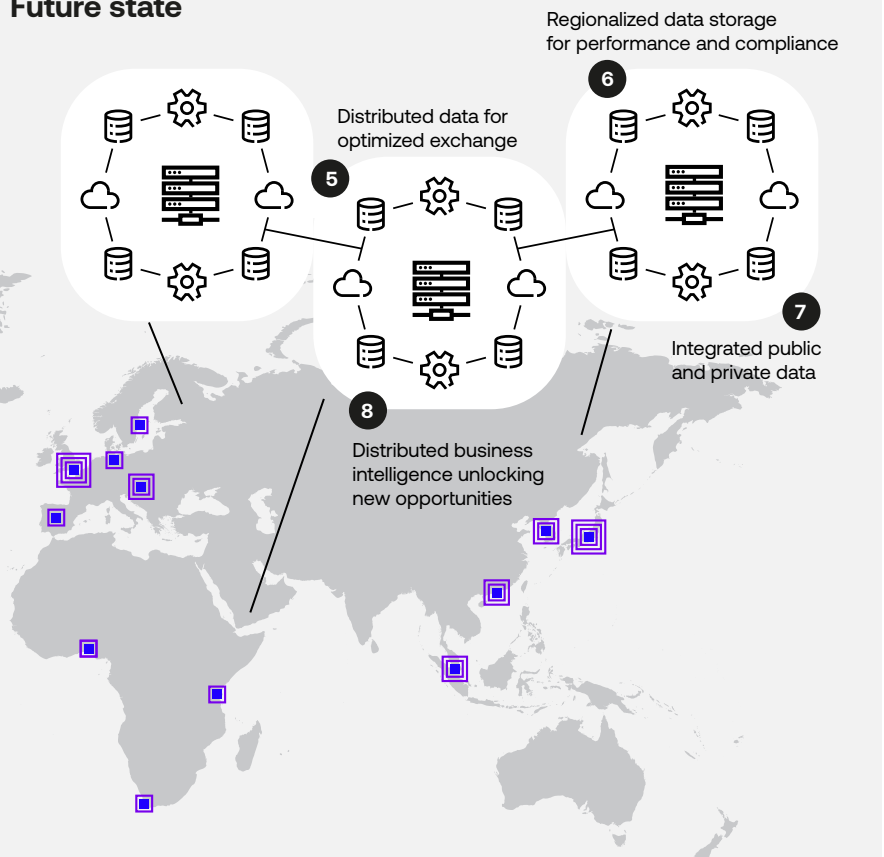 Future state
Regionalized data storage
for performance and compliance
6
Distributed data for
optimized exchange
5
7
Integrated public
and private data
8
Distributed business
intelligence unlocking
new opportunities